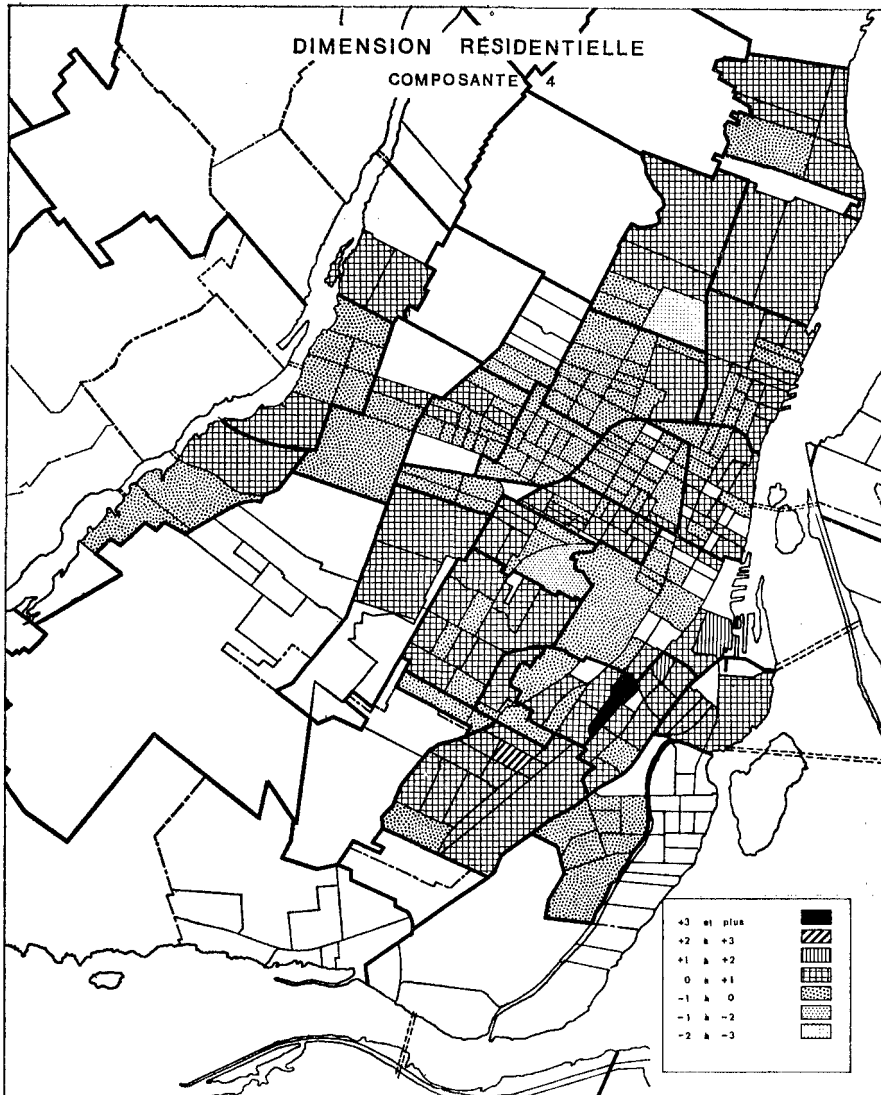 DIMENSION RÉSIDENTIELLE
COMPOSANTE 4
+3 et plus
+2 à +3
+1 à +2
0 à +1
-1 à 0
-1 à -2
-2 à -3